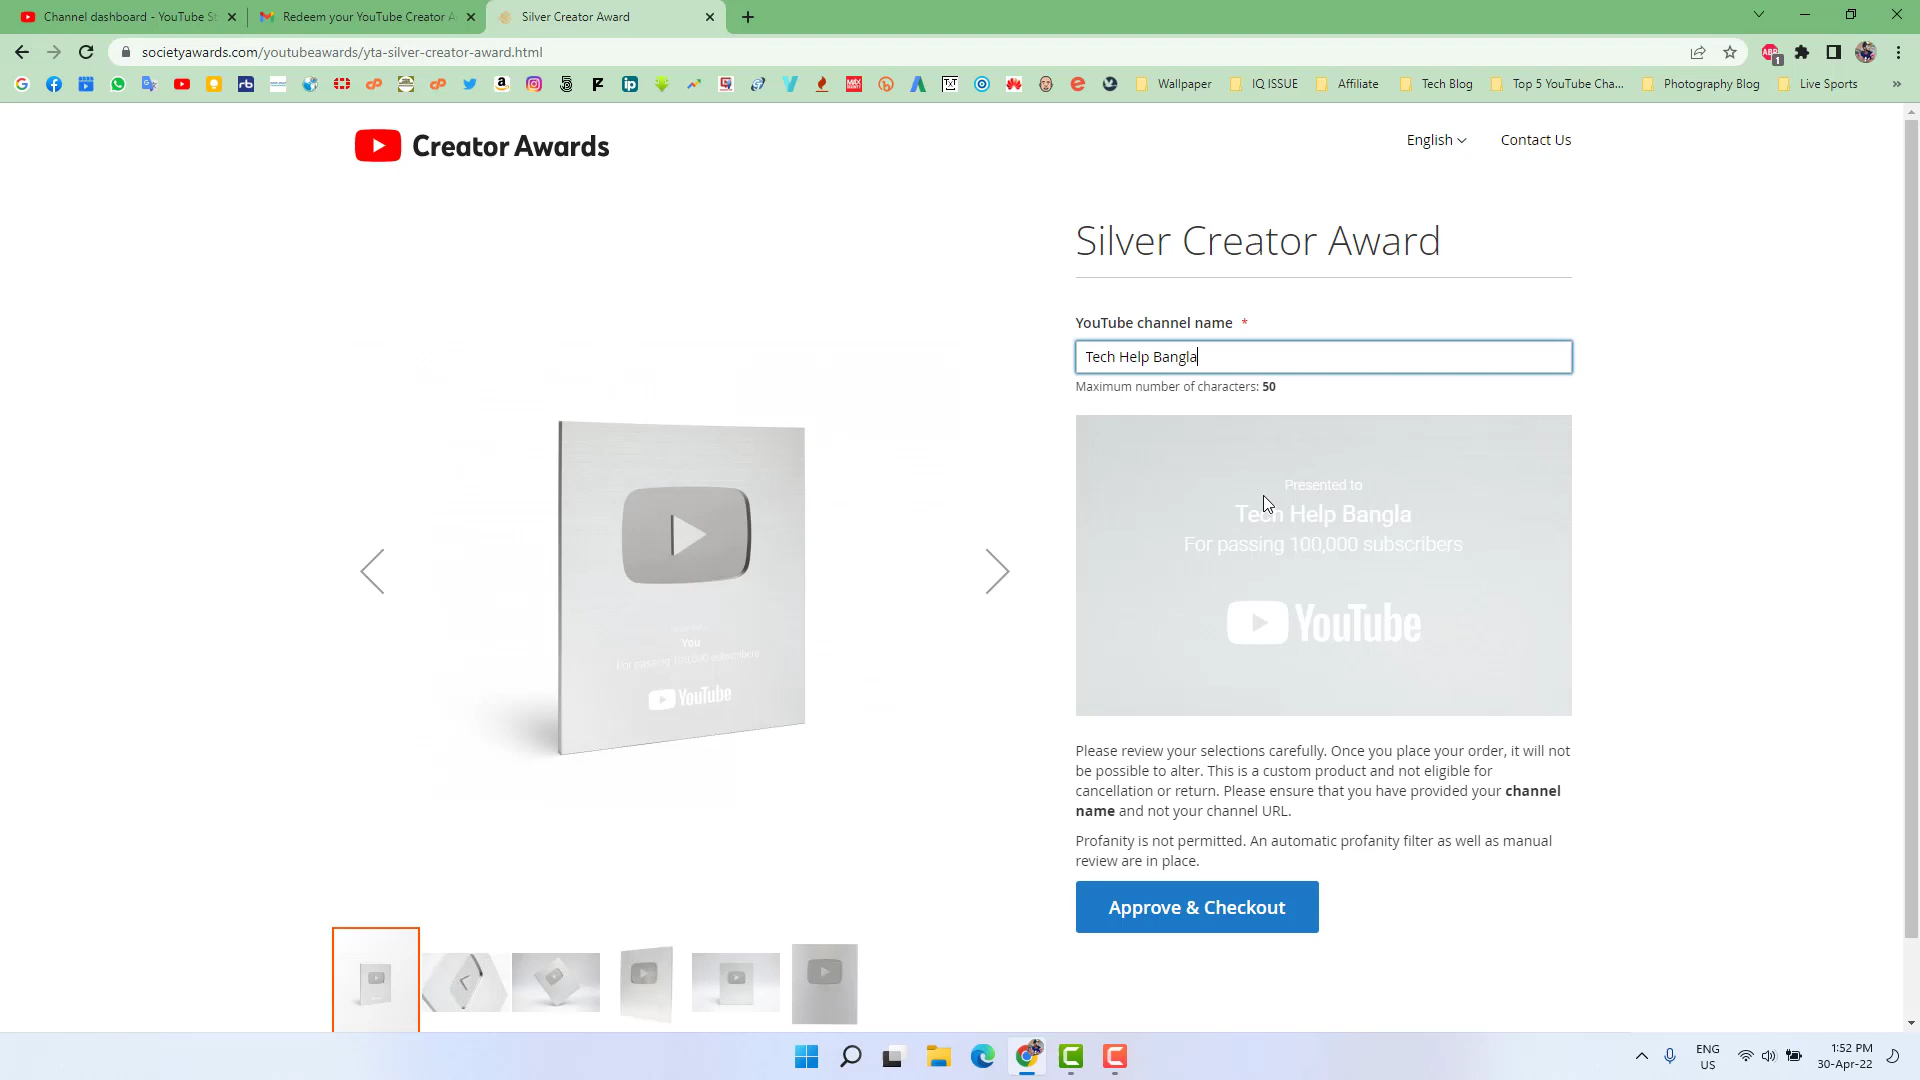 Channel dashboard - YouTube St
Redeem your YouTube Creator A
Silver Creator Award
societyawards.com/youtubeawards/yta-silver-creator-award.html
Wallpaper
IQ ISSUE
Affiliate
Tech Blog
Top 5 YouTube Cha...
Photography Blog
Live Sports
Creator Awards
English
Contact Us
Silver Creator Award
YouTube channel name *
Tech Help Bangla
Maximum number of characters: 50
Presented to
Tech Help Bangla
For passing 100,000 subscribers
YouTube
You
For passing 100,000 subscribers
YouTube
Please review your selections carefully. Once you place your order, it will not
be possible to alter. This is a custom product and not eligible for
cancellation or return. Please ensure that you have provided your channel
name and not your channel URL.
Profanity is not permitted. An automatic profanity filter as well as manual
review are in place.
Approve & Checkout
ENG
US
1:52 PM
30-Apr-22